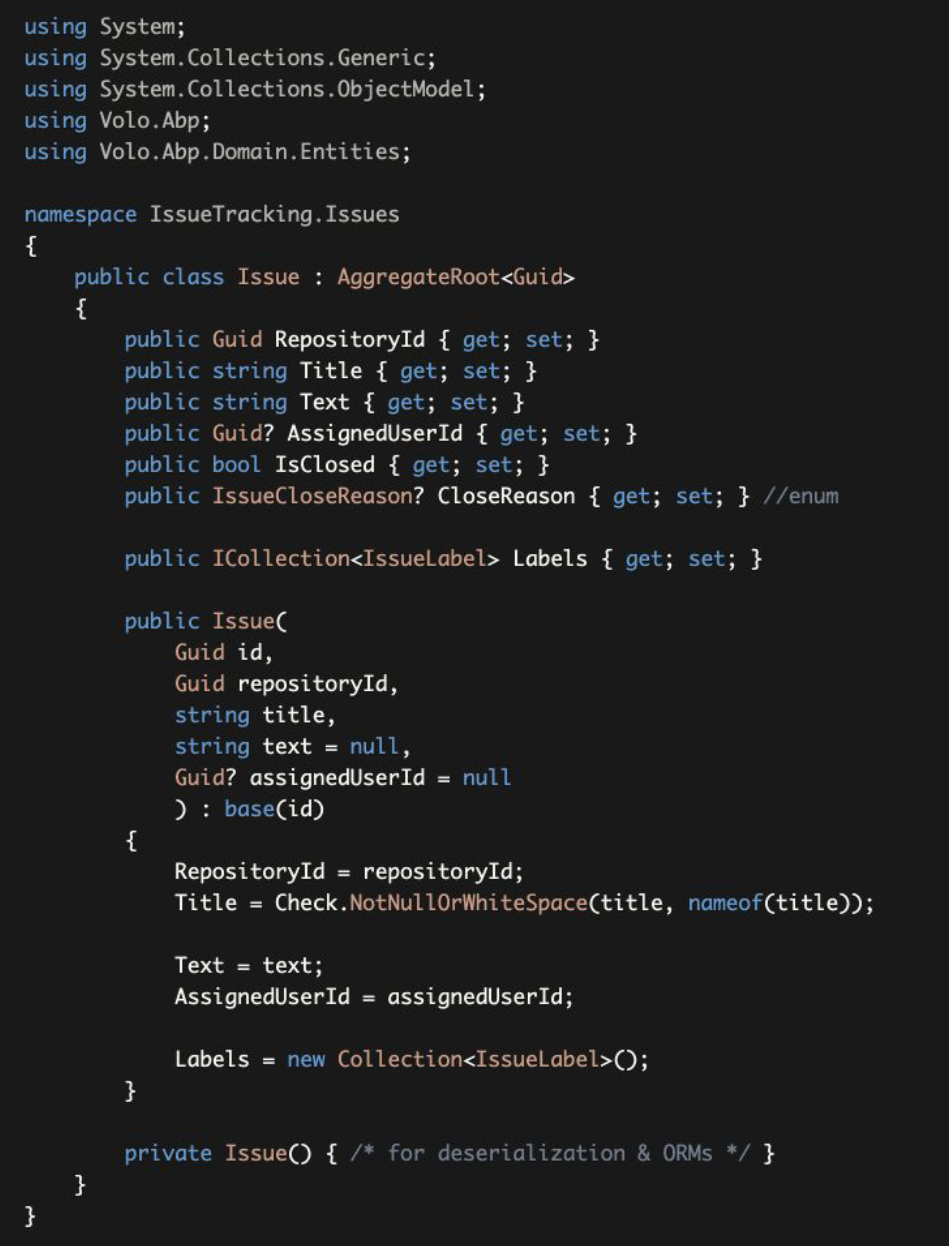 using System;
using System.Collections.Generic;
using System.Collections.ObjectModel;
using Volo.Abp;
using Volo.Abp.Domain.Entities;

namespace IssueTracking.Issues
{
    public class Issue : AggregateRoot<Guid>
    {
        public Guid RepositoryId { get; set; }
        public string Title { get; set; }
        public string Text { get; set; }
        public Guid? AssignedUserId { get; set; }
        public bool IsClosed { get; set; }
        public IssueCloseReason? CloseReason { get; set; } //enum

        public ICollection<IssueLabel> Labels { get; set; }

        public Issue(
            Guid id,
            Guid repositoryId,
            string title,
            string text = null,
            Guid? assignedUserId = null
            ) : base(id)
        {
            RepositoryId = repositoryId;
            Title = Check.NotNullOrWhiteSpace(title, nameof(title));

            Text = text;
            AssignedUserId = assignedUserId;

            Labels = new Collection<IssueLabel>();
        }

        private Issue() { /* for deserialization & ORMs */ }
    }
}